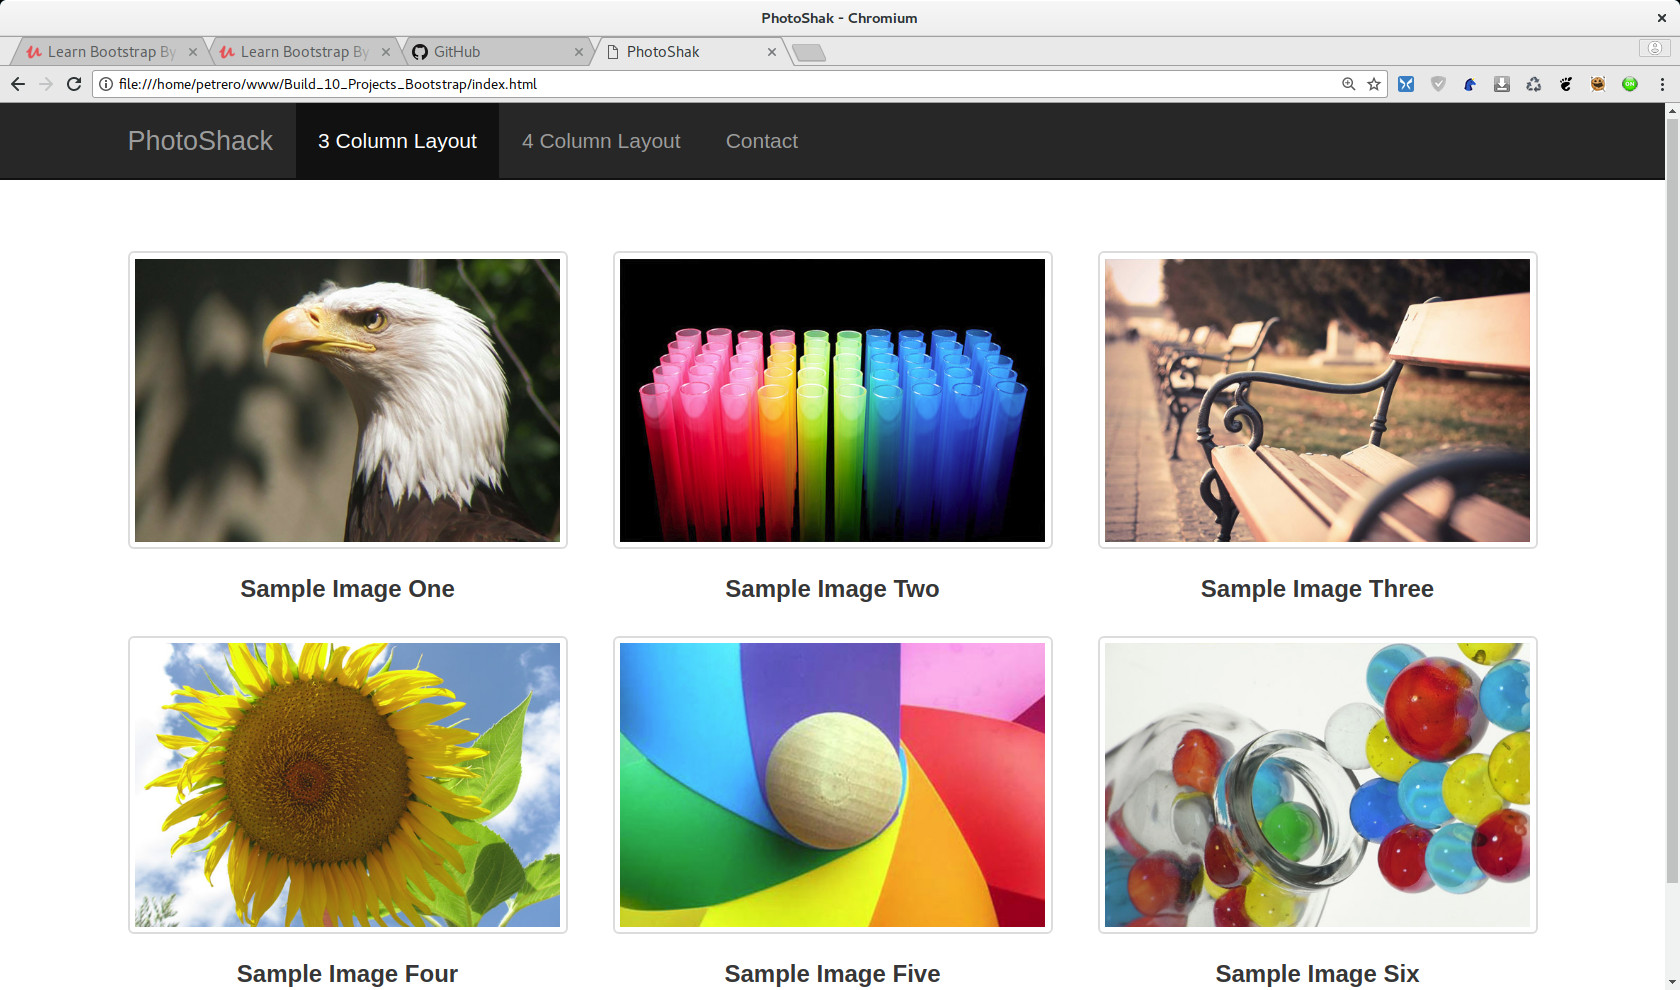 PhotoShak - Chromium
Learn Bootstrap By
Learn Bootstrap By
GitHub
PhotoShak
file:///home/petrero/www/Build_10_Projects_Bootstrap/index.html
PhotoShack
3 Column Layout
4 Column Layout
Contact
Sample Image One
Sample Image Two
Sample Image Three
Sample Image Four
Sample Image Five
Sample Image Six